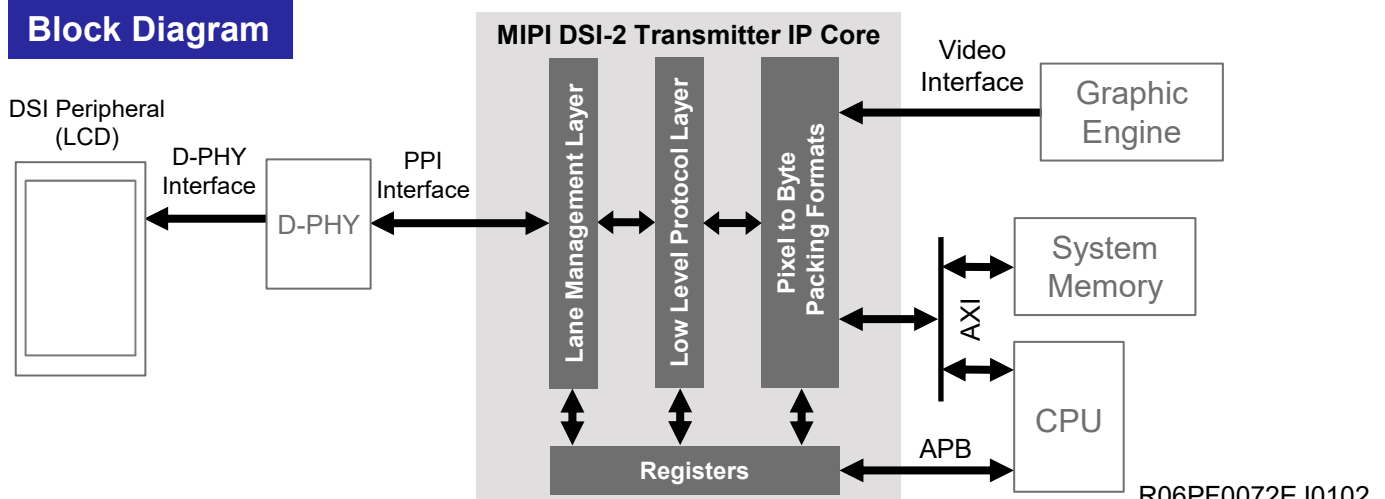 Block Diagram
MIPI DSI-2 Transmitter IP Core
DSI Peripheral
(LCD)
D-PHY
Interface
D-PHY
PPI
Interface
Lane Management Layer
Low Level Protocol Layer
Pixel to Byte
Packing Formats
Registers
Video
Interface
Graphic
Engine
AXI
System
Memory
CPU
APB